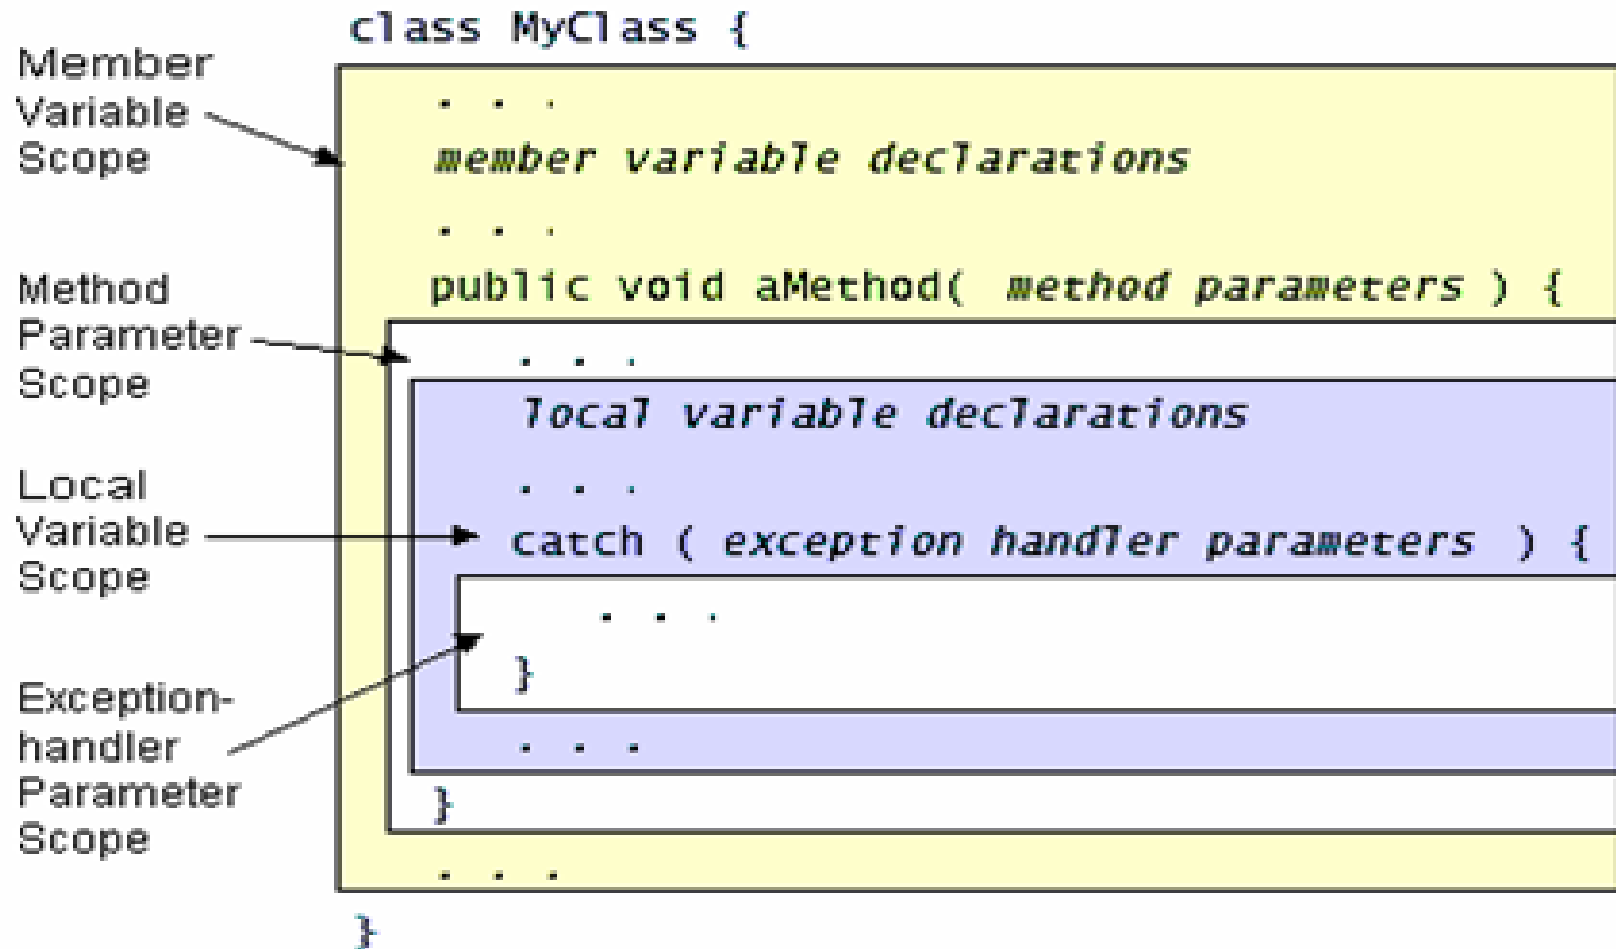 class MyClass {
Member
Variable
Scope
. . .
member variable declarations
. . .
Method
Parameter
Scope
public void aMethod( method parameters ) {
. . .
local variable declarations
. . .
Local
Variable
Scope
catch ( exception handler parameters ) {
. . .
}
Exception-
handler
Parameter
Scope
. . .
}
. . .
}